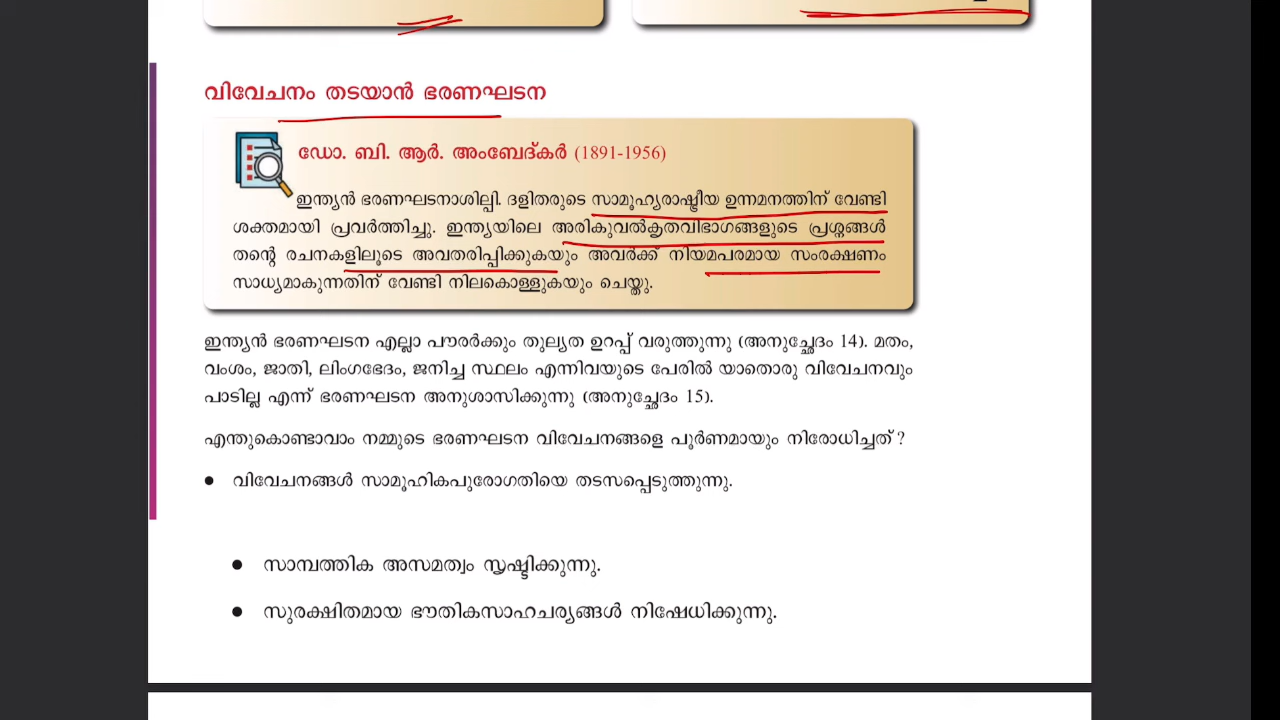 വിവേചനം തടയാൻ ഭരണഘടന
ഡോ. ബി. ആർ. അംബേദ്കർ (1891-1956)
ഇന്ത്യൻ ഭരണഘടനാശില്പി. ദളിതരുടെ സാമൂഹ്യരാഷ്ട്രീയ ഉന്നമനത്തിന് വേണ്ടി
ശക്തമായി പ്രവർത്തിച്ചു. ഇന്ത്യയിലെ അരികുവൽകൃതവിഭാഗങ്ങളുടെ പ്രശ്നങ്ങൾ
തന്റെ രചനകളിലൂടെ അവതരിപ്പിക്കുകയും അവർക്ക് നിയമപരമായ സംരക്ഷണം
സാധ്യമാകുന്നതിന് വേണ്ടി നിലകൊള്ളുകയും ചെയ്തു.
ഇന്ത്യൻ ഭരണഘടന എല്ലാ പൗരർക്കും തുല്യത ഉറപ്പ് വരുത്തുന്നു (അനുച്ഛേദം 14). മതം,
വംശം, ജാതി, ലിംഗഭേദം, ജനിച്ച സ്ഥലം എന്നിവയുടെ പേരിൽ യാതൊരു വിവേചനവും
പാടില്ല എന്ന് ഭരണഘടന അനുശാസിക്കുന്നു (അനുച്ഛേദം 15).
എന്തുകൊണ്ടാവാം നമ്മുടെ ഭരണഘടന വിവേചനങ്ങളെ പൂർണമായും നിരോധിച്ചത് ?
• വിവേചനങ്ങൾ സാമൂഹികപുരോഗതിയെ തടസപ്പെടുത്തുന്നു.
• സാമ്പത്തിക അസമത്വം സൃഷ്ടിക്കുന്നു.
• സുരക്ഷിതമായ ഭൗതികസാഹചര്യങ്ങൾ നിഷേധിക്കുന്നു.